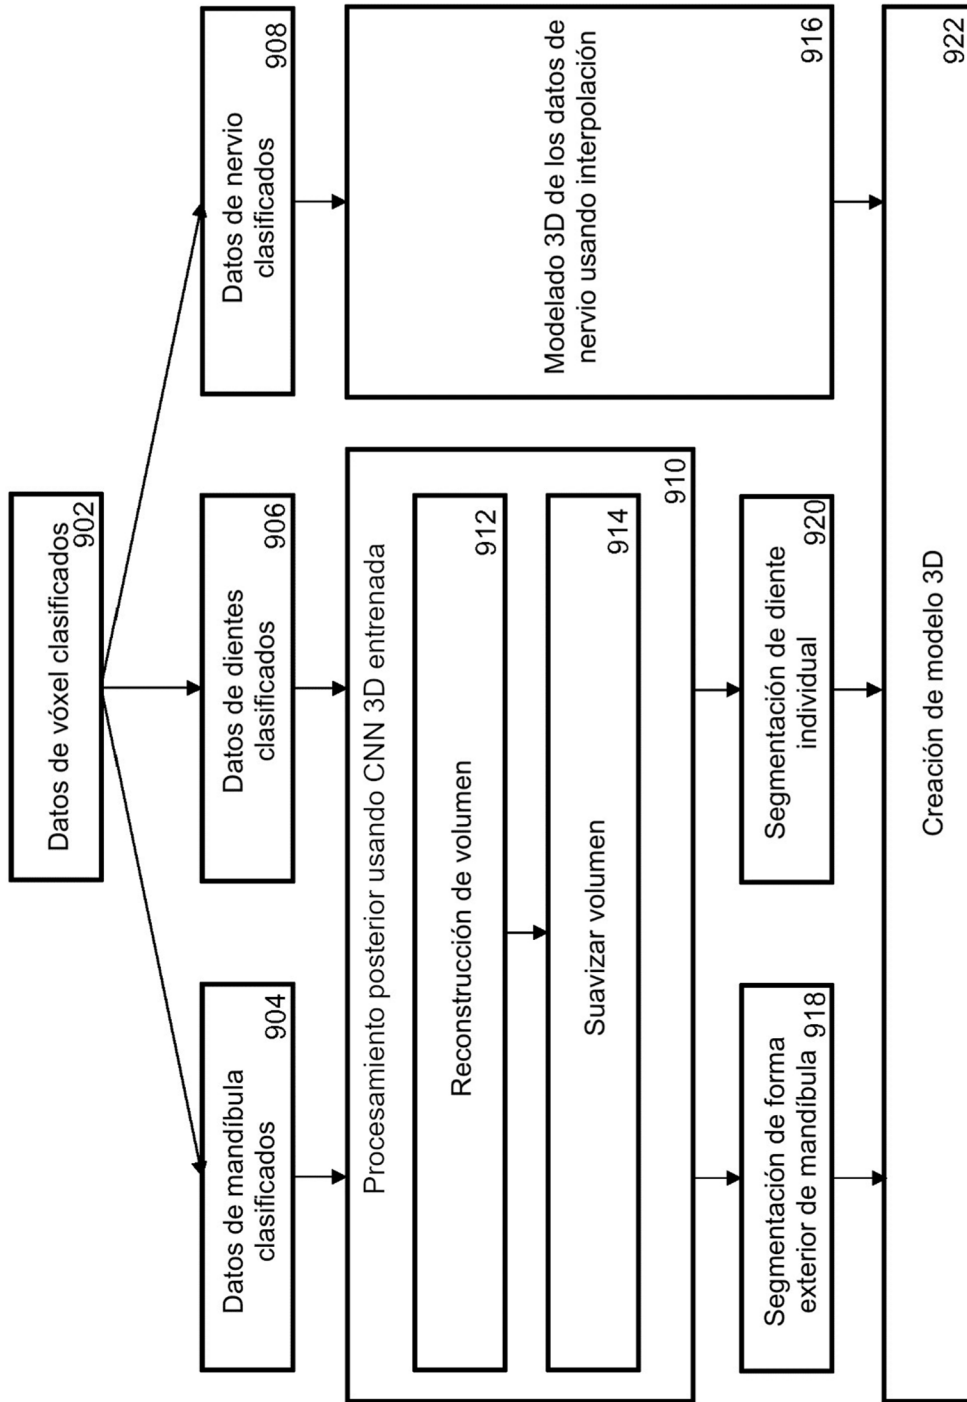 Datos de vóxel clasificados
902
Datos de mandíbula
clasificados
904
Datos de dientes
clasificados
906
Datos de nervio
clasificados
908
Procesamiento posterior usando CNN 3D entrenada
Reconstrucción de volumen
912
Suavizar volumen
914
910
Modelado 3D de los datos de
nervio usando interpolación
916
Segmentación de forma
exterior de mandíbula
918
Segmentación de diente
individual
920
Creación de modelo 3D
922